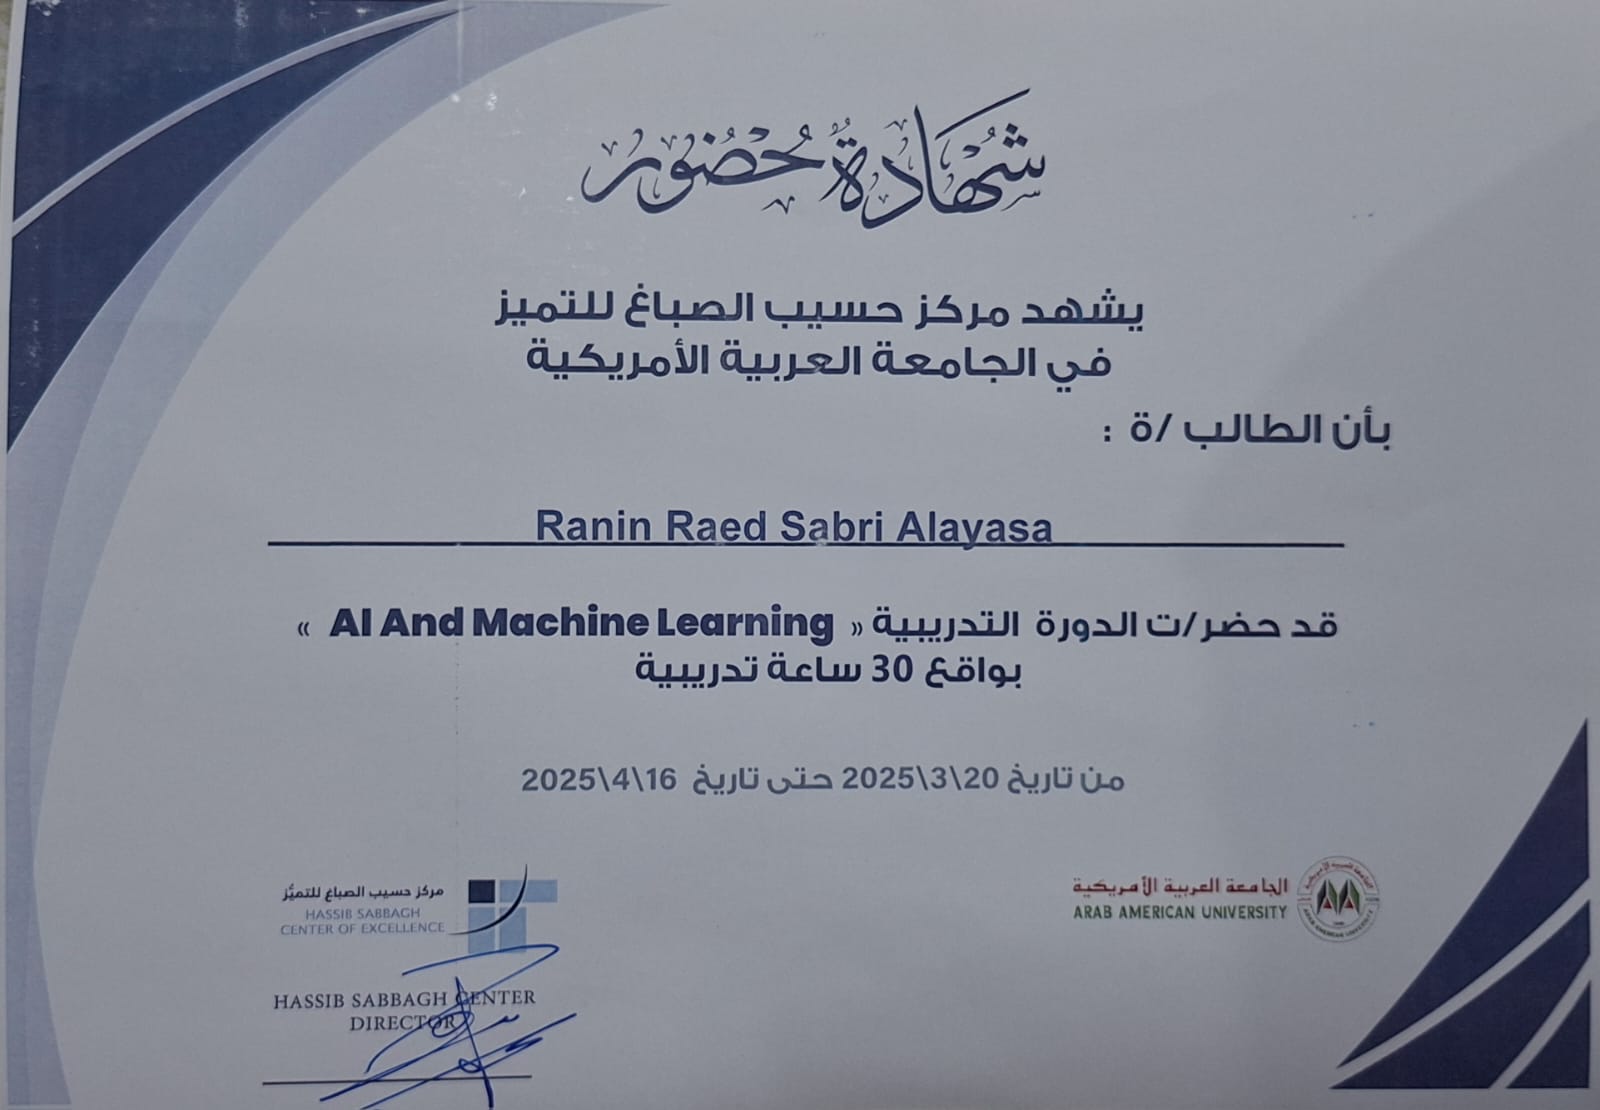 شهادة حضور
يشهد مركز حسيب الصباغ للتميز
في الجامعة العربية الأمريكية
بأن الطالب /ة :
Ranin Raed Sabri Alayasa
قد حضر/ت الدورة التدريبية « AI And Machine Learning »
بواقع 30 ساعة تدريبية
من تاريخ 20\3\2025 حتى تاريخ 16\4\2025
الجامعة العربية الأمريكية
ARAB AMERICAN UNIVERSITY
مركز حسيب الصباغ للتميُّز
HASSIB SABBAGH
CENTER OF EXCELLENCE
HASSIB SABBAGH CENTER
DIRECTOR